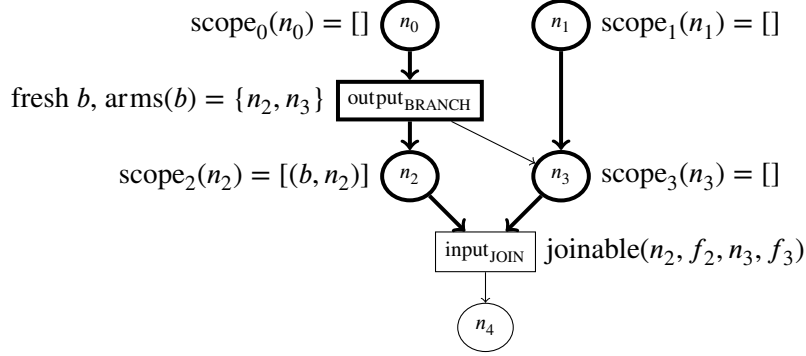 scope₀(n₀) = [] n₀ n₁ scope₁(n₁) = []
fresh b, arms(b) = {n₂, n₃} output_BRANCH
scope₂(n₂) = [(b, n₂)] n₂ n₃ scope₃(n₃) = []
input_JOIN joinable(n₂, f₂, n₃, f₃)
n₄